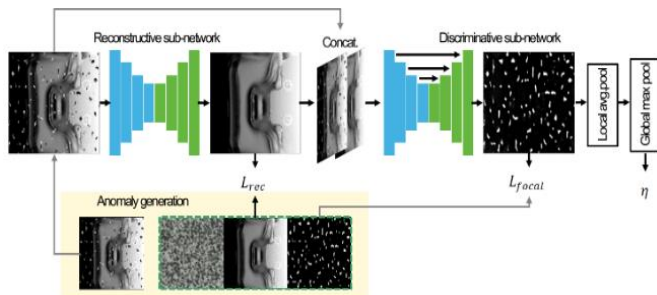 Reconstructive sub-network
Concat.
Discriminative sub-network
Local avg.pool
Global max pool
L_rec
L_focal
η
Anomaly generation